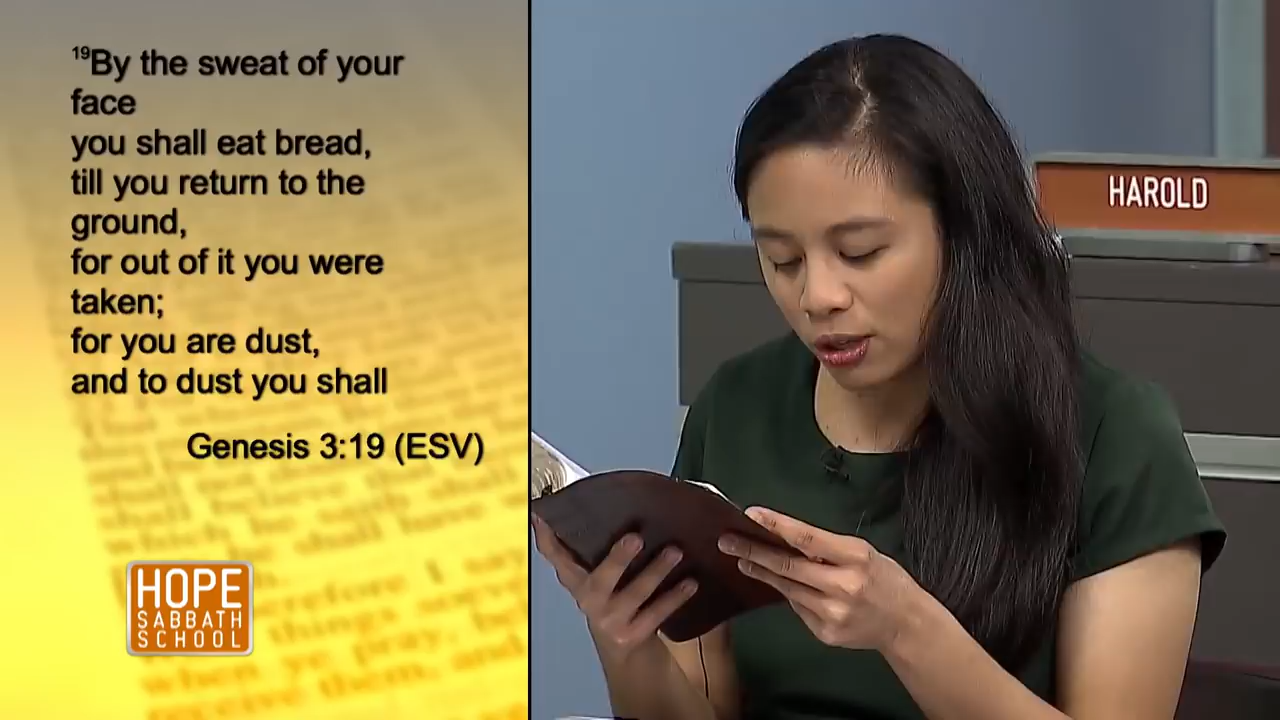 19By the sweat of your
face
you shall eat bread,
till you return to the
ground,
for out of it you were
taken;
for you are dust,
and to dust you shall
Genesis 3:19 (ESV)
HOPE
SABBATH
SCHOOL
HAROLD